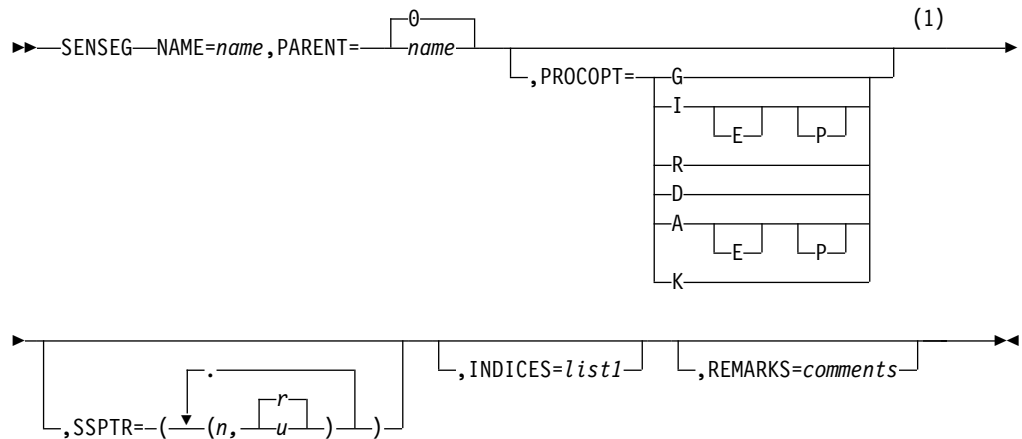 0
(1)
SENSEG NAME=name,PARENT= name
,PROCOPT= G
I
E P
R
D
A
E P
K
.
r
,SSPTR= ( (n, u ) )
,INDICES=list1
,REMARKS=comments